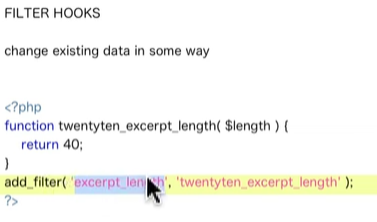 FILTER HOOKS
change existing data in some way
<?php
function twentyten_excerpt_length( $length ) {
return 40;
}
add_filter( 'excerpt_length', 'twentyten_excerpt_length' );
?>